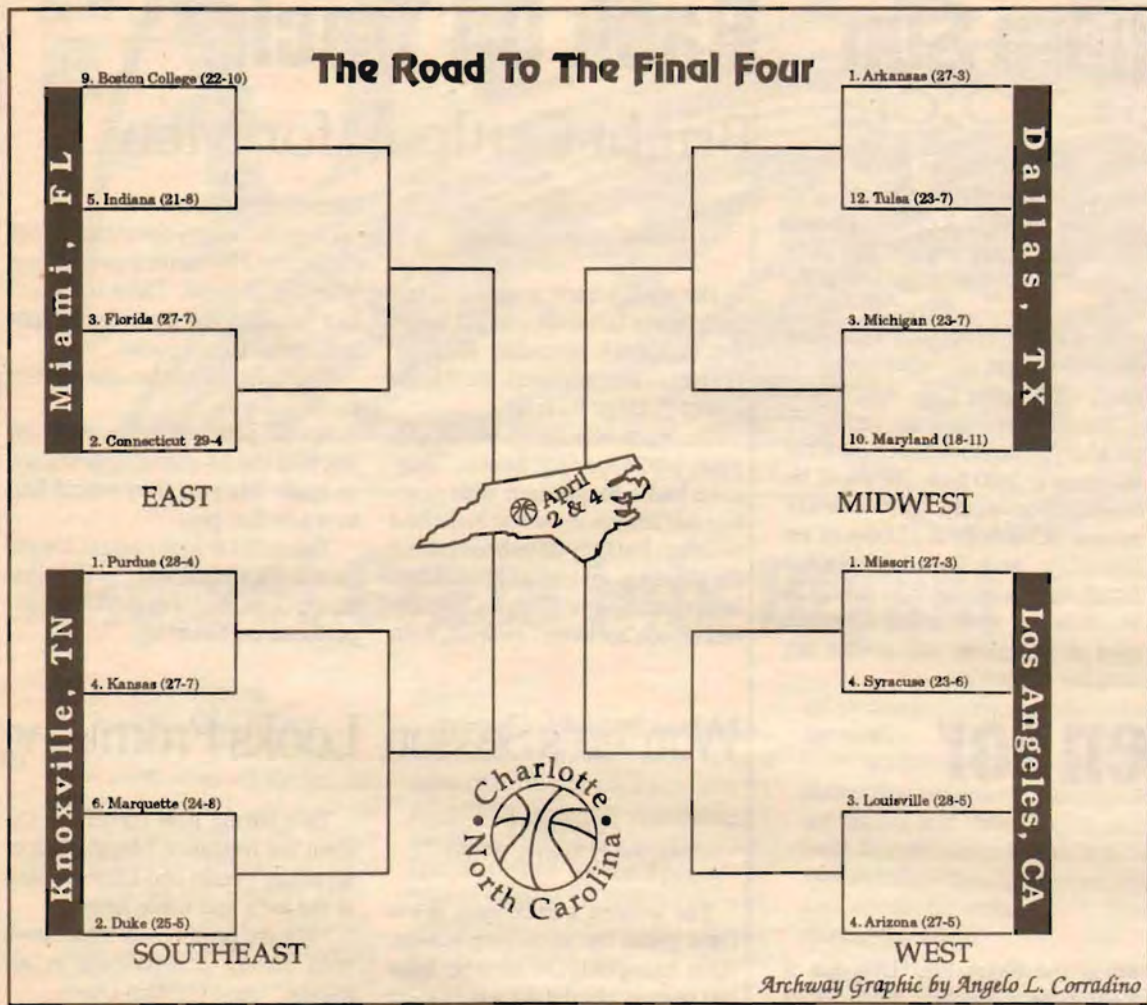 The Road To The Final Four
9. Boston College (22-10)
5. Indiana (21-8)
3. Florida (27-7)
2. Connecticut 29-4
Miami, FL
EAST
1. Purdue (28-4)
4. Kansas (27-7)
6. Marquette (24-8)
2. Duke (25-5)
Knoxville, TN
SOUTHEAST
April
2 & 4
Charlotte
North Carolina
1. Arkansas (27-3)
12. Tulsa (23-7)
3. Michigan (23-7)
10. Maryland (18-11)
Dallas, TX
MIDWEST
1. Missori (27-3)
4. Syracuse (23-6)
3. Louisville (28-5)
4. Arizona (27-5)
Los Angeles, CA
WEST
Archway Graphic by Angelo L. Corradino